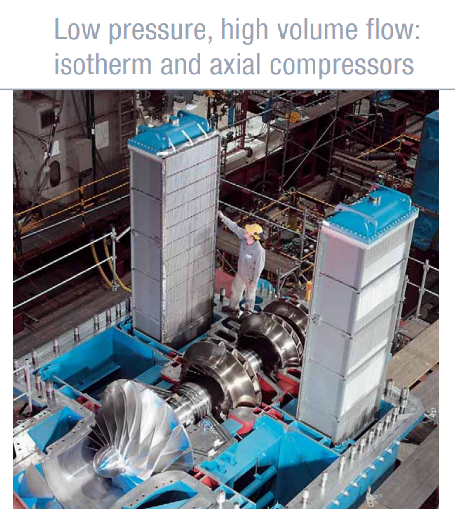 Low pressure, high volume flow:
isotherm and axial compressors